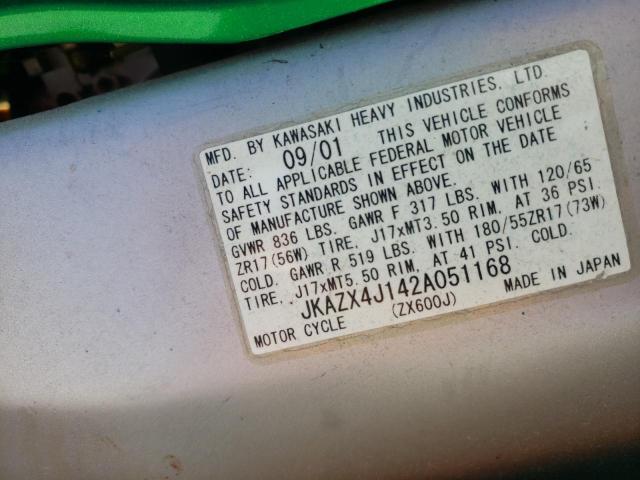 MFD. BY KAWASAKI HEAVY INDUSTRIES, LTD.
DATE: 09/01 THIS VEHICLE CONFORMS
TO ALL APPLICABLE FEDERAL MOTOR VEHICLE
SAFETY STANDARDS IN EFFECT ON THE DATE
OF MANUFACTURE SHOWN ABOVE.
GVWR 836 LBS. GAWR F 317 LBS. WITH 120/65
ZR17(56W) TIRE, J17xMT3.50 RIM, AT 36 PSI.
COLD. GAWR R 519 LBS. WITH 180/55ZR17(73W)
TIRE, J17xMT5.50 RIM, AT 41 PSI. COLD.
JKAZX4J142A051168
MOTOR CYCLE (ZX600J) MADE IN JAPAN